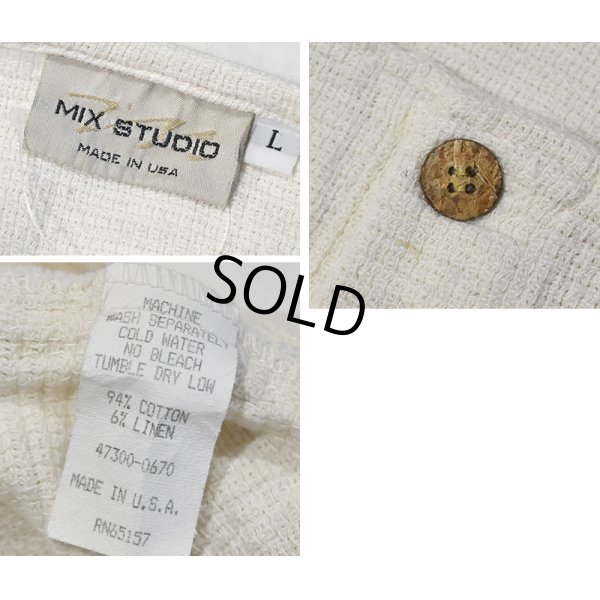 MIX STUDIO
MADE IN USA
L
SOLD
MACHINE
WASH SEPARATELY
COLD WATER
NO BLEACH
TUMBLE DRY LOW
94% COTTON
6% LINEN
47300-0670
MADE IN U.S.A.
RN65157